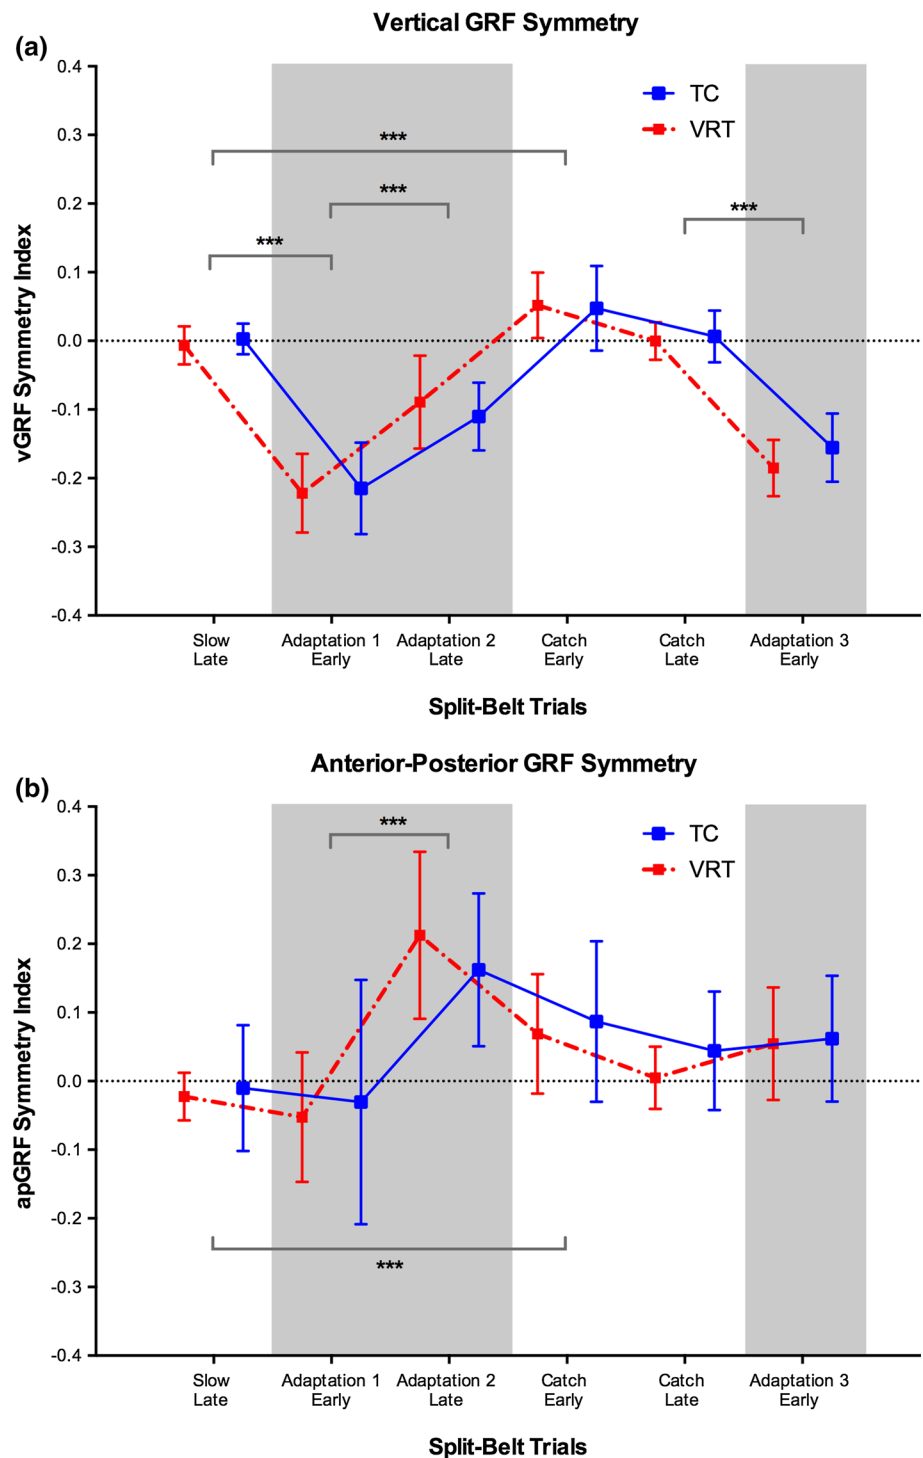 Vertical GRF Symmetry
(a)
0.4
0.3
0.2
0.1
0.0
-0.1
-0.2
-0.3
-0.4
vGRF Symmetry Index
TC
VRT
***
***
***
***
Slow Late
Adaptation 1 Early
Adaptation 2 Late
Catch Early
Catch Late
Adaptation 3 Early
Split-Belt Trials
Anterior-Posterior GRF Symmetry
(b)
0.4
0.3
0.2
0.1
0.0
-0.1
-0.2
-0.3
-0.4
apGRF Symmetry Index
TC
VRT
***
***
Slow Late
Adaptation 1 Early
Adaptation 2 Late
Catch Early
Catch Late
Adaptation 3 Early
Split-Belt Trials